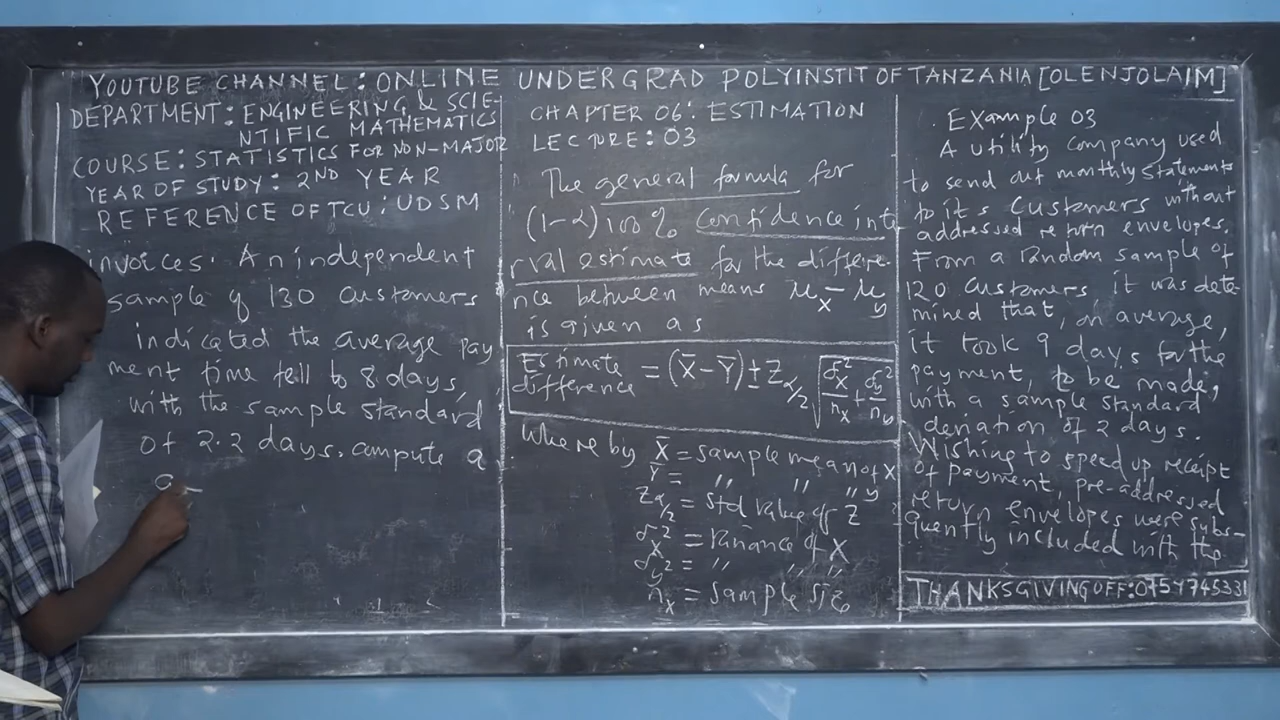 YOUTUBE CHANNEL: ONLINE UNDERGRAD POLYINSTIT OF TANZANIA [OLENJOLAIM]
DEPARTMENT: ENGINEERING & SCIE-
NTIFIC MATHEMATICS
COURSE: STATISTICS FOR NON-MAJOR
YEAR OF STUDY: 2ND YEAR
REFERENCE OF TCU: UDSM
invoices. An independent
sample of 130 customers
indicated the average pay
ment time fell to 8 days,
with the sample standard
of 2.2 days. compute a
9
CHAPTER 06: ESTIMATION
LECTURE: 03
The general formula for
(1-α)100% Confidence inte
rval estimate for the differe-
nce between means μx - μy
is given as
Estimate difference = (X̄ - Ȳ) ± Zα/2 √(σx²/nx + σy²/ny)
Where by X̄ = sample mean of X
Ȳ = " " " y
Zα/2 = std value of Z
σx² = variance of X
σy² = " " "
nx = sample size
Example 03
A utility company used
to send out monthly statements
to its customers without
addressed return envelopes.
From a random sample of
120 customers it was dete-
mined that, on average,
it took 9 days for the
payment, to be made,
with a sample standard
deviation of 2 days.
Wishing to speed up receipt
of payment, pre-addressed
return envelopes were subs-
quently included with the
THANKSGIVING OFF: 0754745331